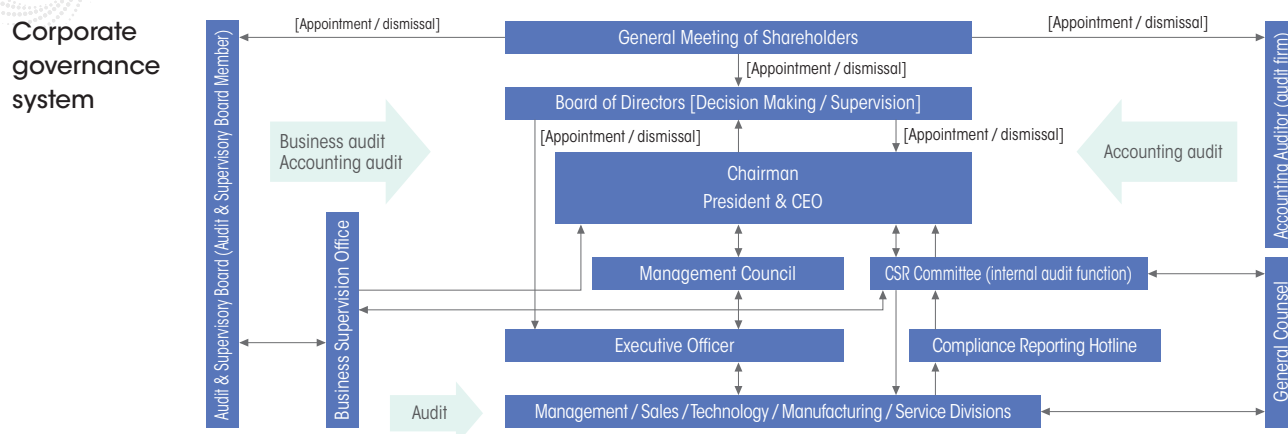 Corporate
governance
system
[Appointment / dismissal]
General Meeting of Shareholders
[Appointment / dismissal]
[Appointment / dismissal]
Board of Directors [Decision Making / Supervision]
[Appointment / dismissal]
[Appointment / dismissal]
Business audit
Accounting audit
Accounting audit
Chairman
President & CEO
Audit & Supervisory Board (Audit & Supervisory Board Member)
Business Supervision Office
Accounting Auditor (audit firm)
Management Council
CSR Committee (internal audit function)
General Counsel
Executive Officer
Compliance Reporting Hotline
Audit
Management / Sales / Technology / Manufacturing / Service Divisions